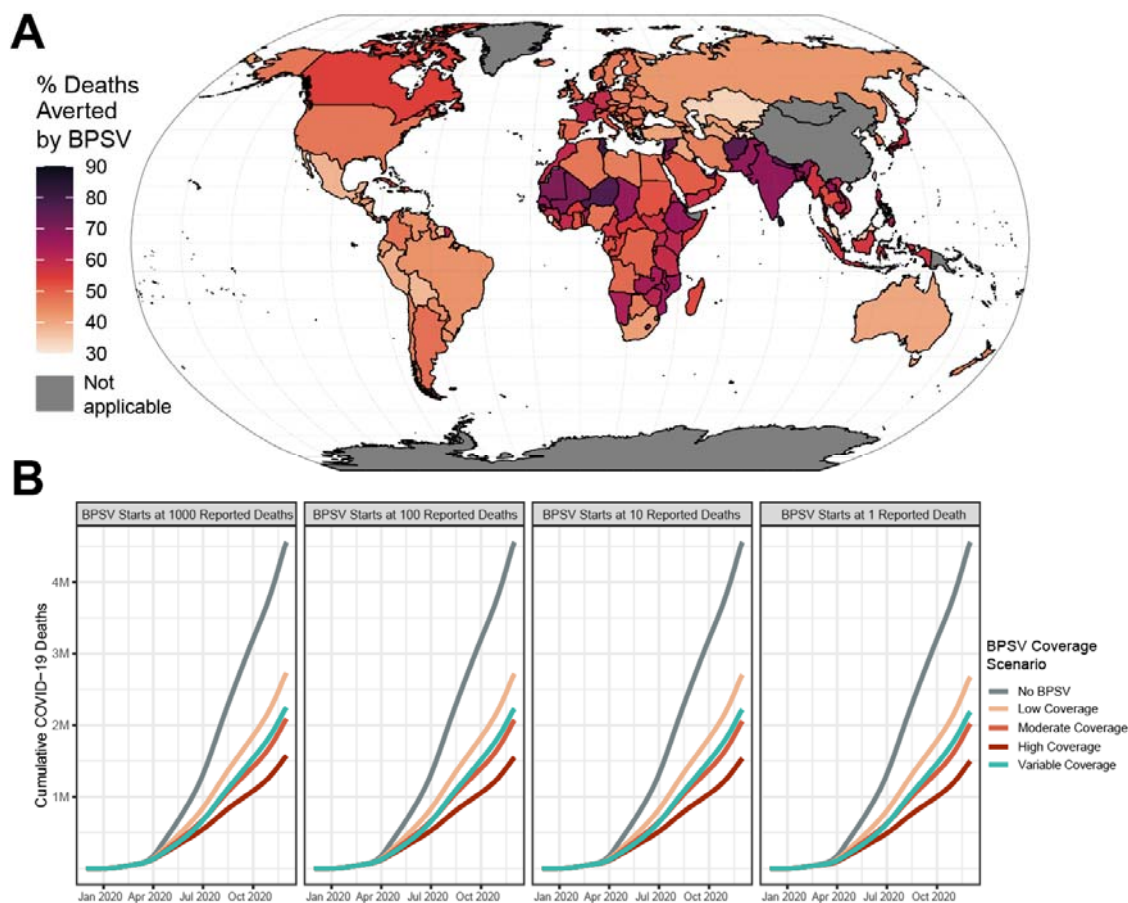 A
% Deaths
Averted
by BPSV
90
80
70
60
50
40
30
Not
applicable
B
BPSV Starts at 1000 Reported Deaths
BPSV Starts at 100 Reported Deaths
BPSV Starts at 10 Reported Deaths
BPSV Starts at 1 Reported Death
Cumulative COVID-19 Deaths
4M
3M
2M
1M
Jan 2020 Apr 2020 Jul 2020 Oct 2020
Jan 2020 Apr 2020 Jul 2020 Oct 2020
Jan 2020 Apr 2020 Jul 2020 Oct 2020
Jan 2020 Apr 2020 Jul 2020 Oct 2020
BPSV Coverage
Scenario
No BPSV
Low Coverage
Moderate Coverage
High Coverage
Variable Coverage